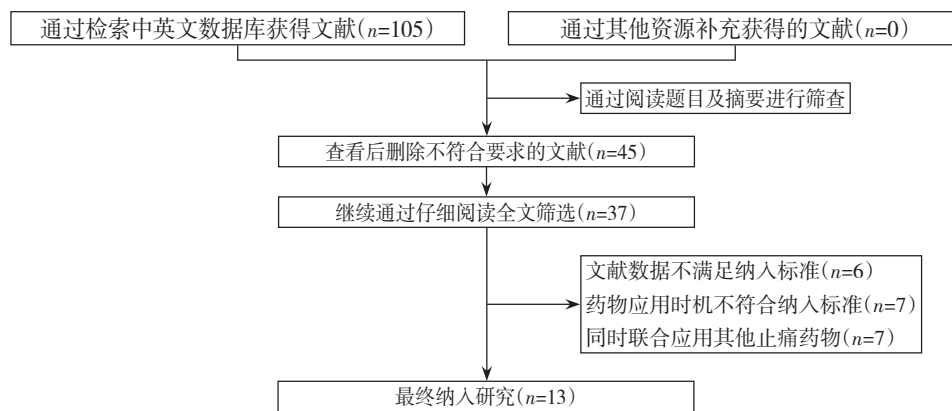 通过检索中英文数据库获得文献(n=105)
通过其他资源补充获得的文献(n=0)
通过阅读题目及摘要进行筛查
查看后删除不符合要求的文献(n=45)
继续通过仔细阅读全文筛选(n=37)
文献数据不满足纳入标准(n=6)
药物应用时机不符合纳入标准(n=7)
同时联合应用其他止痛药物(n=7)
最终纳入研究(n=13)